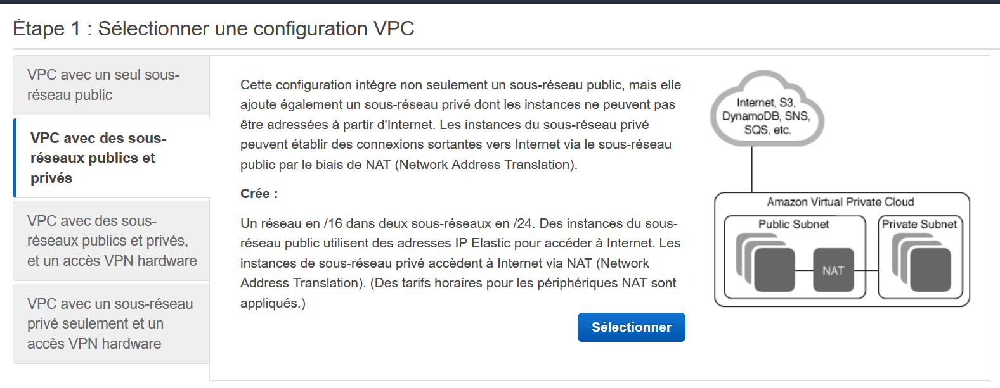 Étape 1 : Sélectionner une configuration VPC
VPC avec un seul sous-
réseau public
VPC avec des sous-
réseaux publics et
privés
VPC avec des sous-
réseaux publics et privés,
et un accès VPN hardware
VPC avec un sous-réseau
privé seulement et un
accès VPN hardware
Cette configuration intègre non seulement un sous-réseau public, mais elle
ajoute également un sous-réseau privé dont les instances ne peuvent pas
être adressées à partir d'Internet. Les instances du sous-réseau privé
peuvent établir des connexions sortantes vers Internet via le sous-réseau
public par le biais de NAT (Network Address Translation).
Crée :
Un réseau en /16 dans deux sous-réseaux en /24. Des instances du sous-
réseau public utilisent des adresses IP Elastic pour accéder à Internet. Les
instances de sous-réseau privé accèdent à Internet via NAT (Network
Address Translation). (Des tarifs horaires pour les périphériques NAT sont
appliqués.)
Sélectionner
Internet, S3,
DynamoDB, SNS,
SQS, etc.
Amazon Virtual Private Cloud
Public Subnet
Private Subnet
NAT